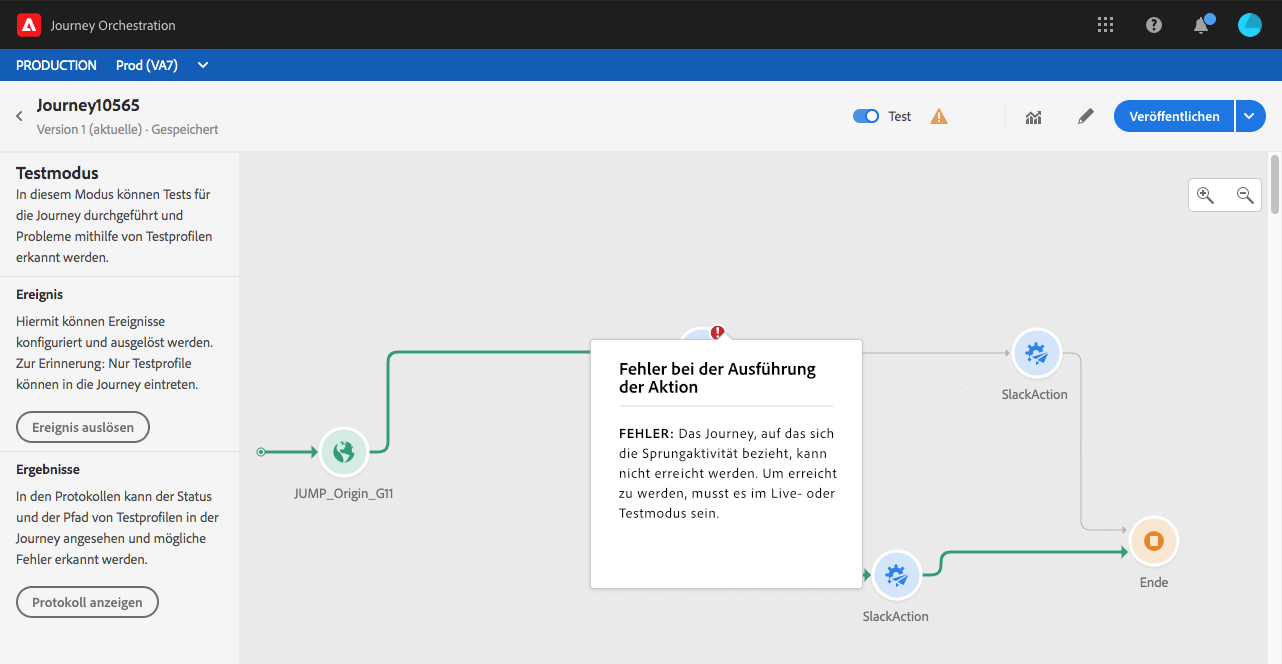 Journey Orchestration
PRODUCTION Prod (VA7)
Journey10565
Version 1 (aktuelle) · Gespeichert
Test
Veröffentlichen
Testmodus
In diesem Modus können Tests für
die Journey durchgeführt und
Probleme mithilfe von Testprofilen
erkannt werden.
Ereignis
Hiermit können Ereignisse
konfiguriert und ausgelöst werden.
Zur Erinnerung: Nur Testprofile
können in die Journey eintreten.
Ereignis auslösen
Ergebnisse
In den Protokollen kann der Status
und der Pfad von Testprofilen in der
Journey angesehen und mögliche
Fehler erkannt werden.
Protokoll anzeigen
JUMP_Origin_G11
Fehler bei der Ausführung
der Aktion
FEHLER: Das Journey, auf das sich
die Sprungaktivität bezieht, kann
nicht erreicht werden. Um erreicht
zu werden, musst es im Live- oder
Testmodus sein.
SlackAction
SlackAction
Ende